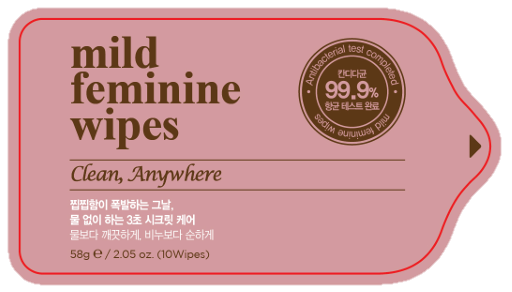 mild
feminine
wipes
Antibacterial test completed
칸디다균
99.9%
항균 테스트 완료
mild feminine wipes
Clean, Anywhere
찝찝함이 폭발하는 그날,
물 없이 하는 3초 시크릿 케어
물보다 깨끗하게, 비누보다 순하게
58g ℮ / 2.05 oz. (10Wipes)